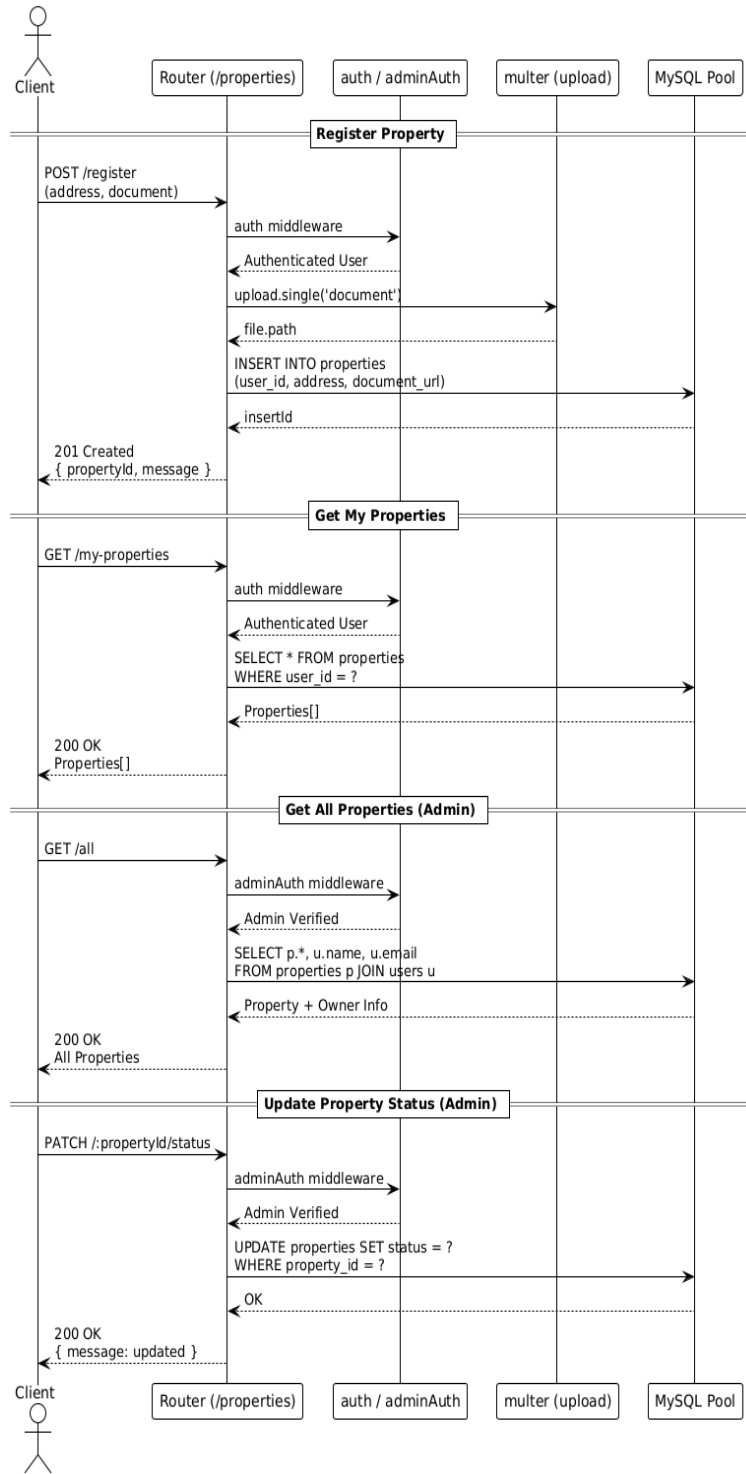 Client
Router (/properties)
auth / adminAuth
multer (upload)
MySQL Pool
Register Property
POST /register
(address, document)
auth middleware
Authenticated User
upload.single('document')
file.path
INSERT INTO properties
(user_id, address, document_url)
insertId
201 Created
{ propertyId, message }
Get My Properties
GET /my-properties
auth middleware
Authenticated User
SELECT * FROM properties
WHERE user_id = ?
Properties[]
200 OK
Properties[]
Get All Properties (Admin)
GET /all
adminAuth middleware
Admin Verified
SELECT p.*, u.name, u.email
FROM properties p JOIN users u
Property + Owner Info
200 OK
All Properties
Update Property Status (Admin)
PATCH /:propertyId/status
adminAuth middleware
Admin Verified
UPDATE properties SET status = ?
WHERE property_id = ?
OK
200 OK
{ message: updated }
Client
Router (/properties)
auth / adminAuth
multer (upload)
MySQL Pool